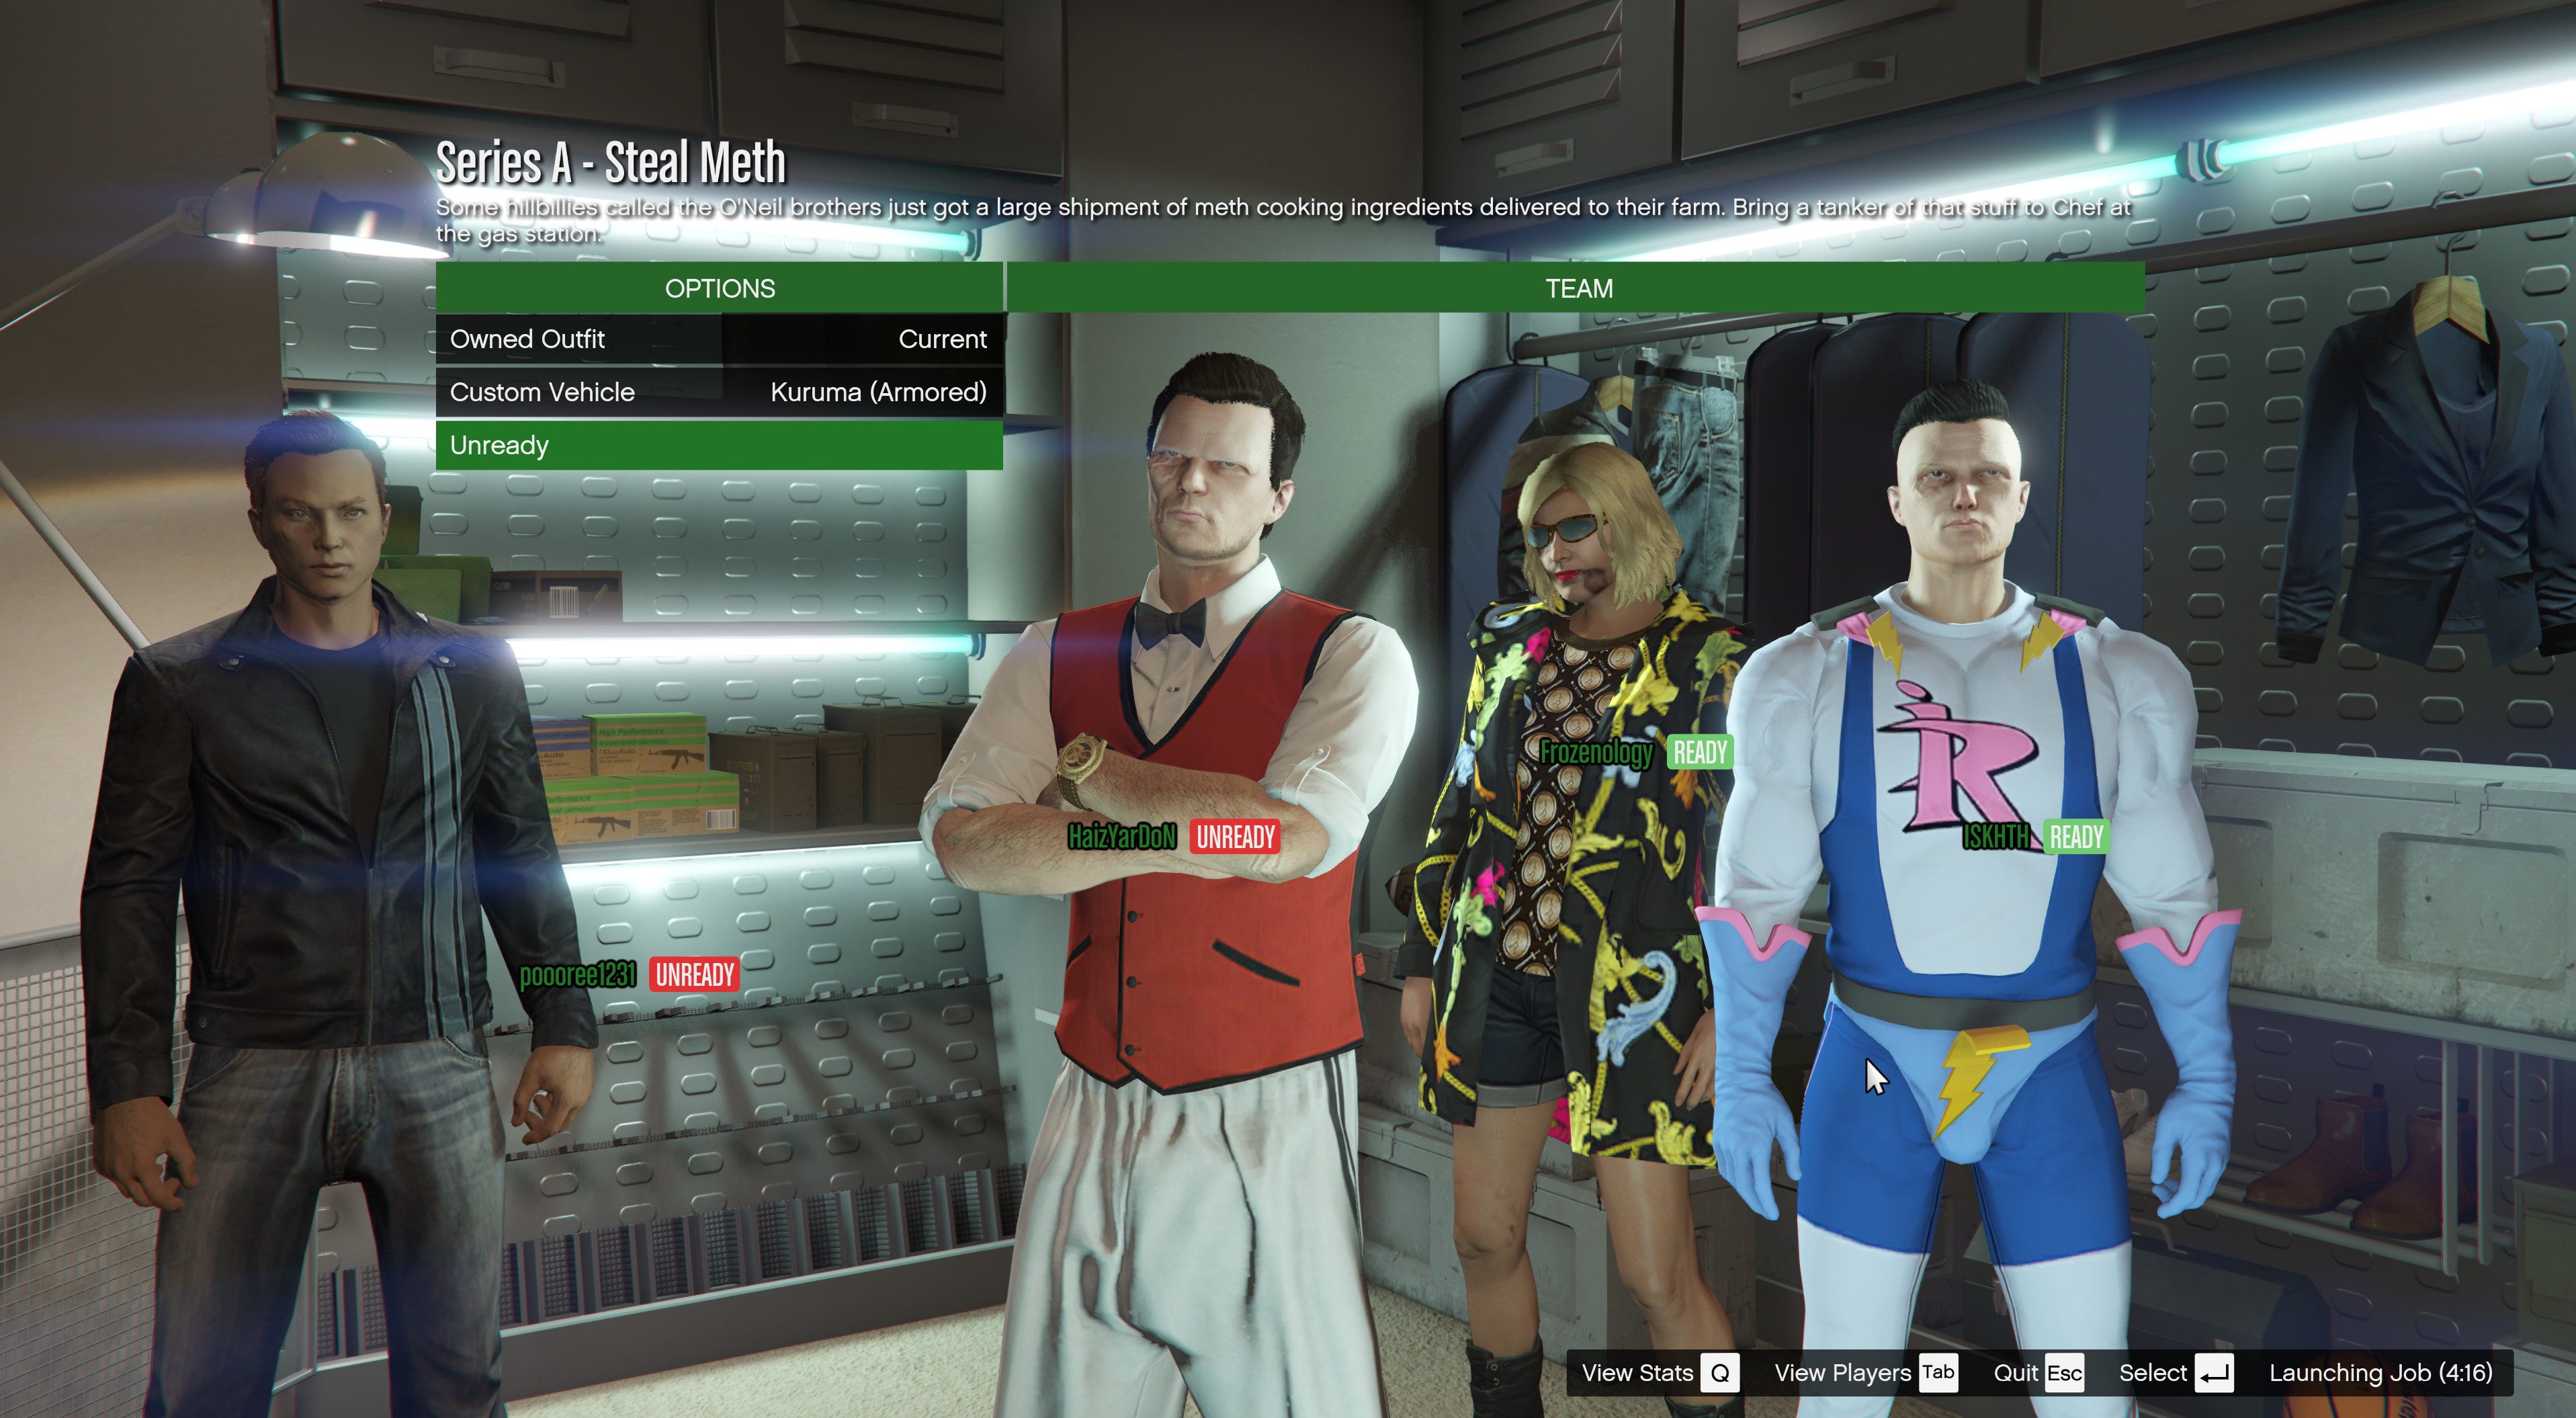 Series A - Steal Meth
Some hillbillies called the O'Neil brothers just got a large shipment of meth cooking ingredients delivered to their farm. Bring a tanker of that stuff to Chef at
the gas station.
OPTIONS
TEAM
Owned Outfit
Current
Custom Vehicle
Kuruma (Armored)
Unready
High Performance
Frozenology READY
HaizYarDoN UNREADY
ISKHTH READY
poooree1231 UNREADY
R
View Stats Q View Players Tab Quit Esc Select Launching Job (4:16)